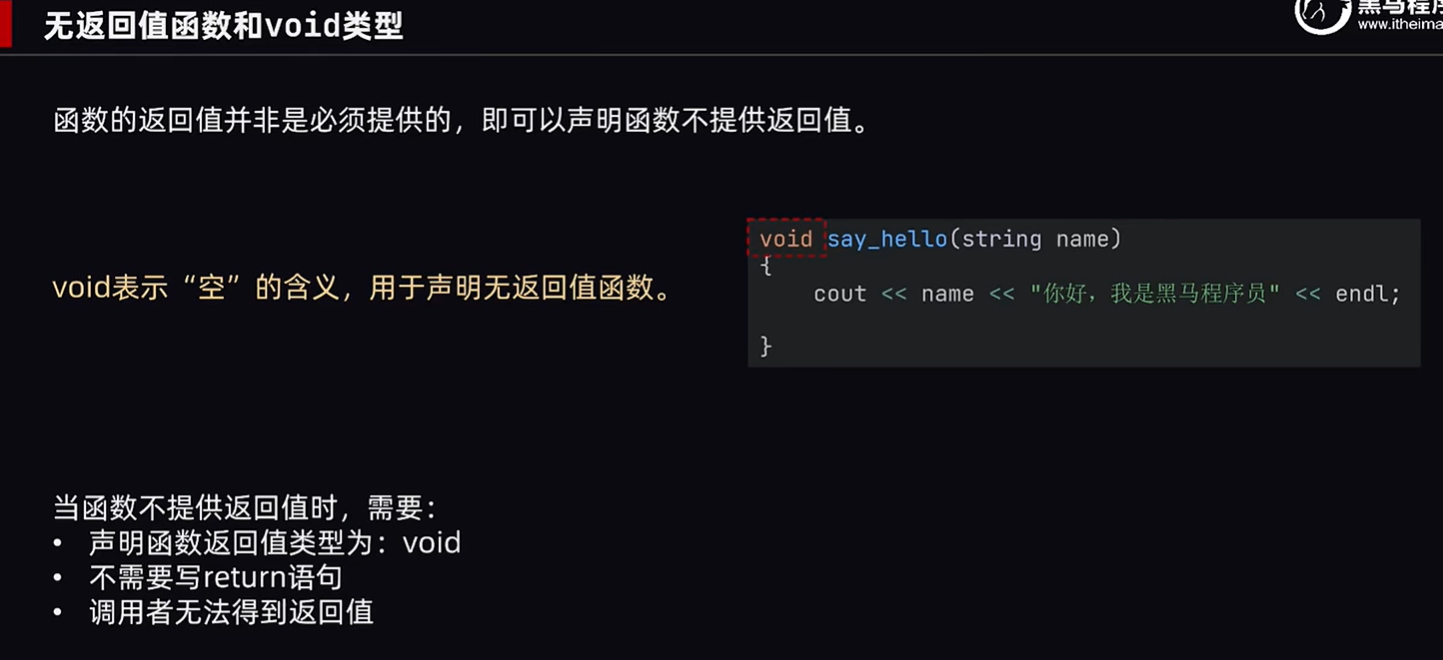 无返回值函数和void类型
黑马程序
www.itheima
函数的返回值并非是必须提供的，即可以声明函数不提供返回值。
void表示“空”的含义，用于声明无返回值函数。
void say_hello(string name)
{
cout << name << "你好，我是黑马程序员" << endl;
}
当函数不提供返回值时，需要：
• 声明函数返回值类型为：void
• 不需要写return语句
• 调用者无法得到返回值